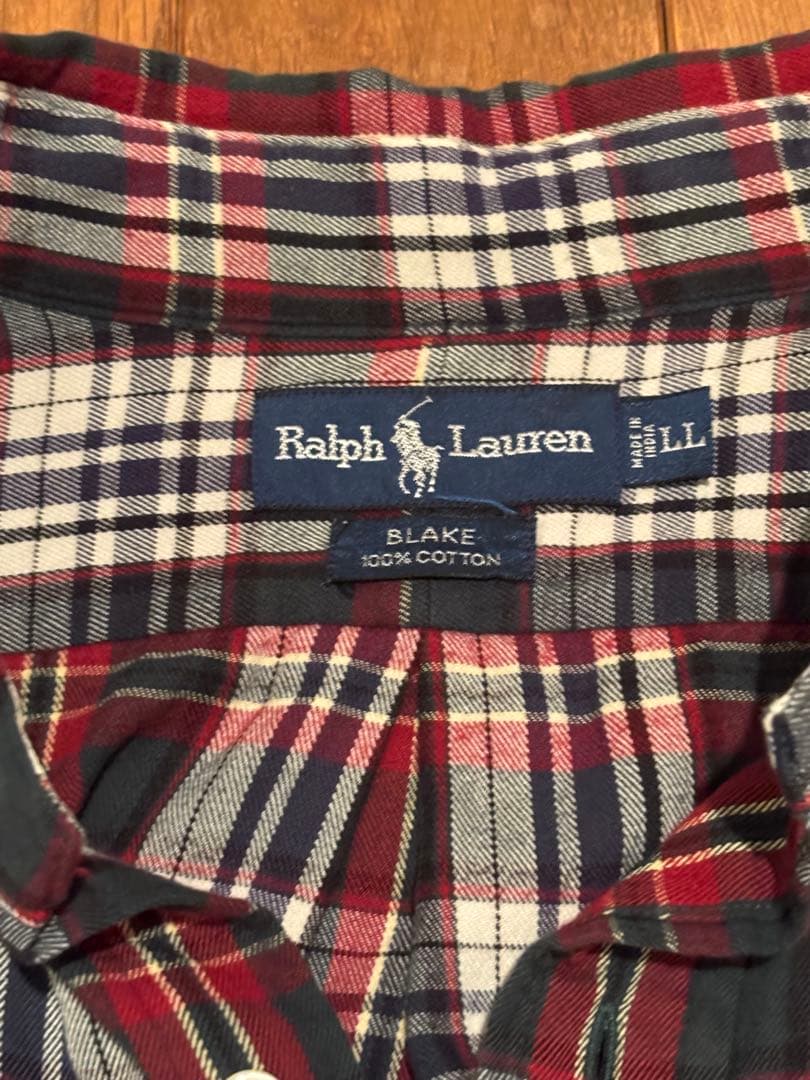 Ralph Lauren
MADE IN
INDIA
LL
BLAKE
100% COTTON